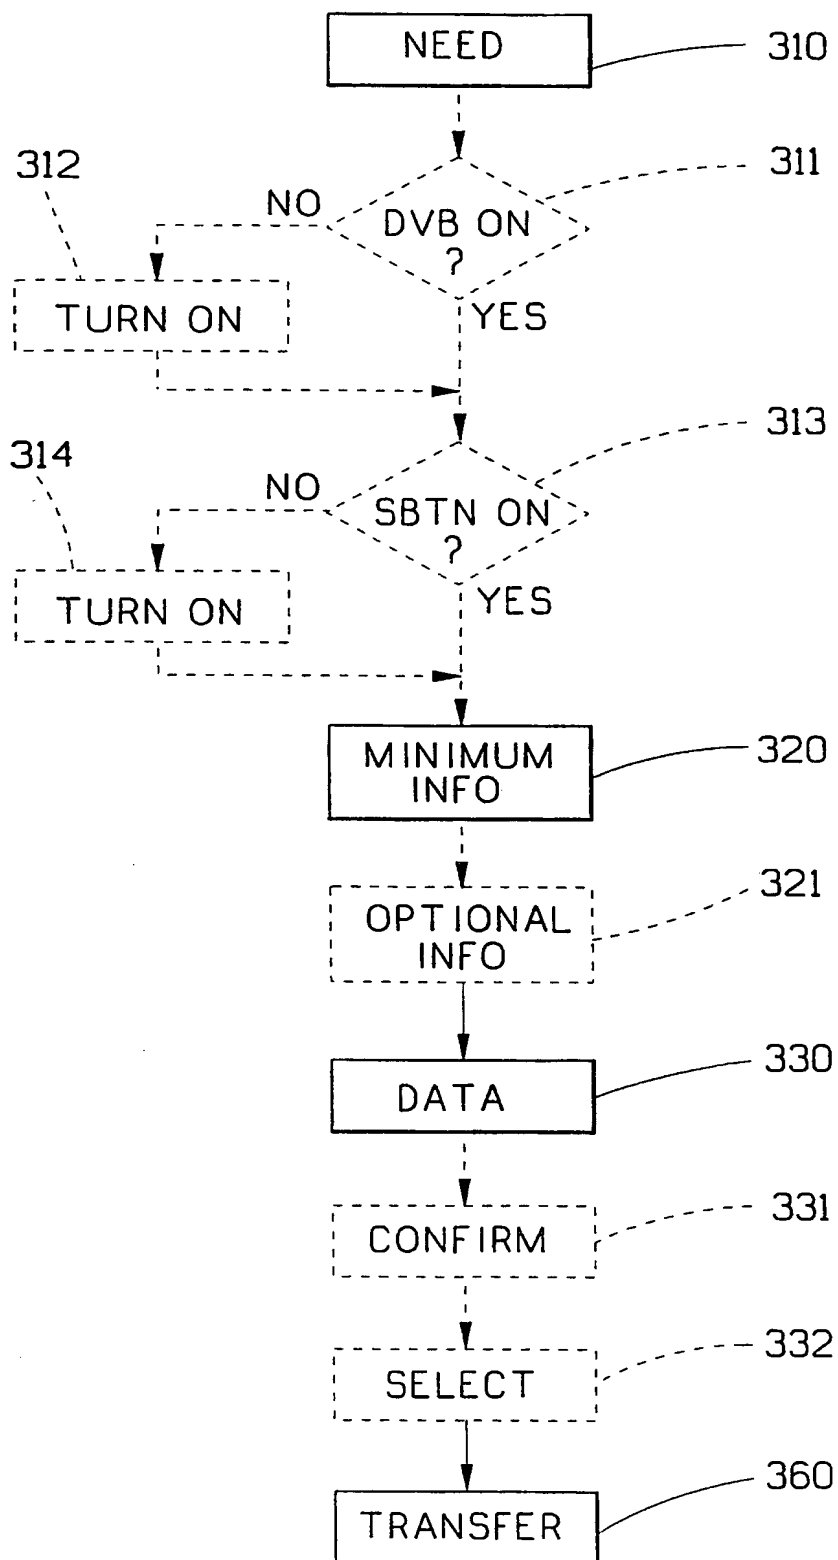 NEED
310
311
312
NO
DVB ON
?
YES
TURN ON
313
314
NO
SBTN ON
?
YES
TURN ON
MINIMUM
INFO
320
OPTIONAL
INFO
321
DATA
330
CONFIRM
331
SELECT
332
TRANSFER
360